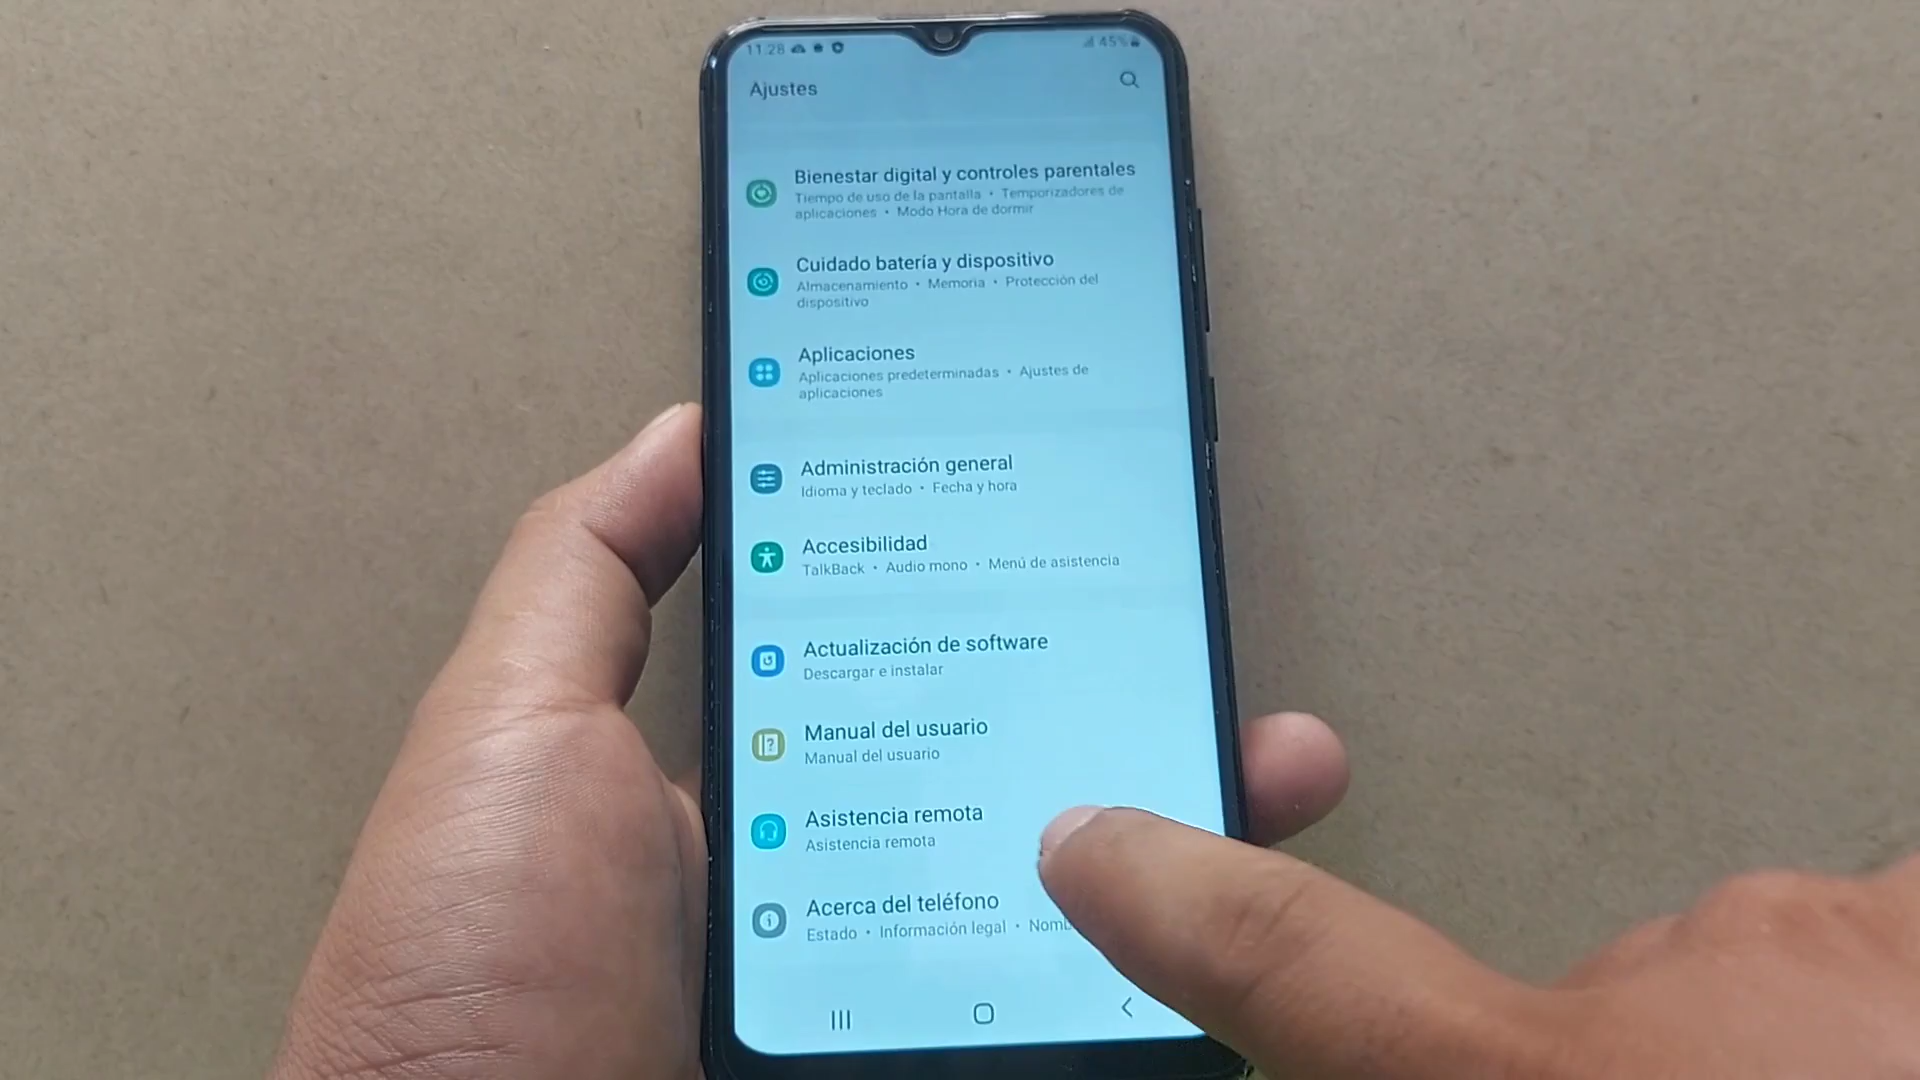 11:28
45%
Ajustes
Bienestar digital y controles parentales
Tiempo de uso de la pantalla • Temporizadores de
aplicaciones • Modo Hora de dormir
Cuidado batería y dispositivo
Almacenamiento • Memoria • Protección del
dispositivo
Aplicaciones
Aplicaciones predeterminadas • Ajustes de
aplicaciones
Administración general
Idioma y teclado • Fecha y hora
Accesibilidad
TalkBack • Audio mono • Menú de asistencia
Actualización de software
Descargar e instalar
Manual del usuario
Manual del usuario
Asistencia remota
Asistencia remota
Acerca del teléfono
Estado • Información legal •